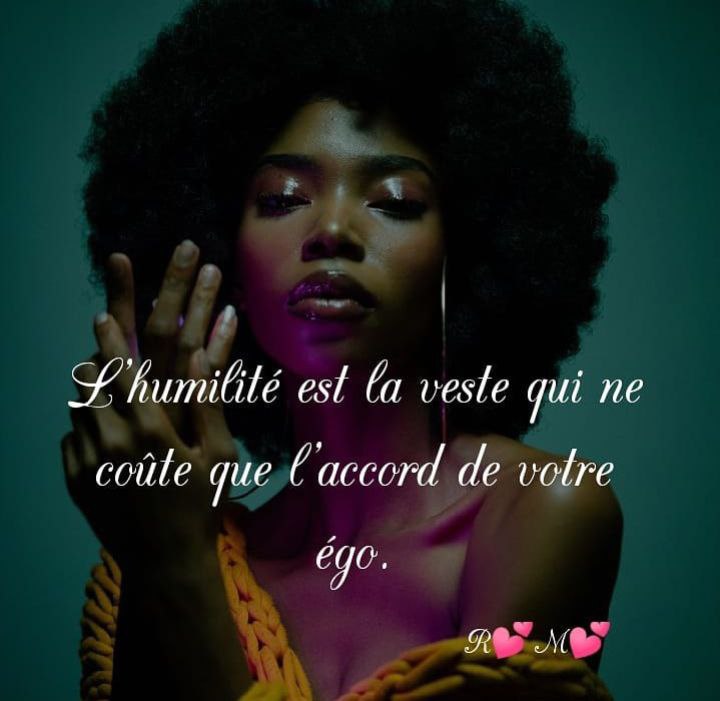 L'humilité est la veste qui ne
coûte que l'accord de votre
égo.
R💕 M💕